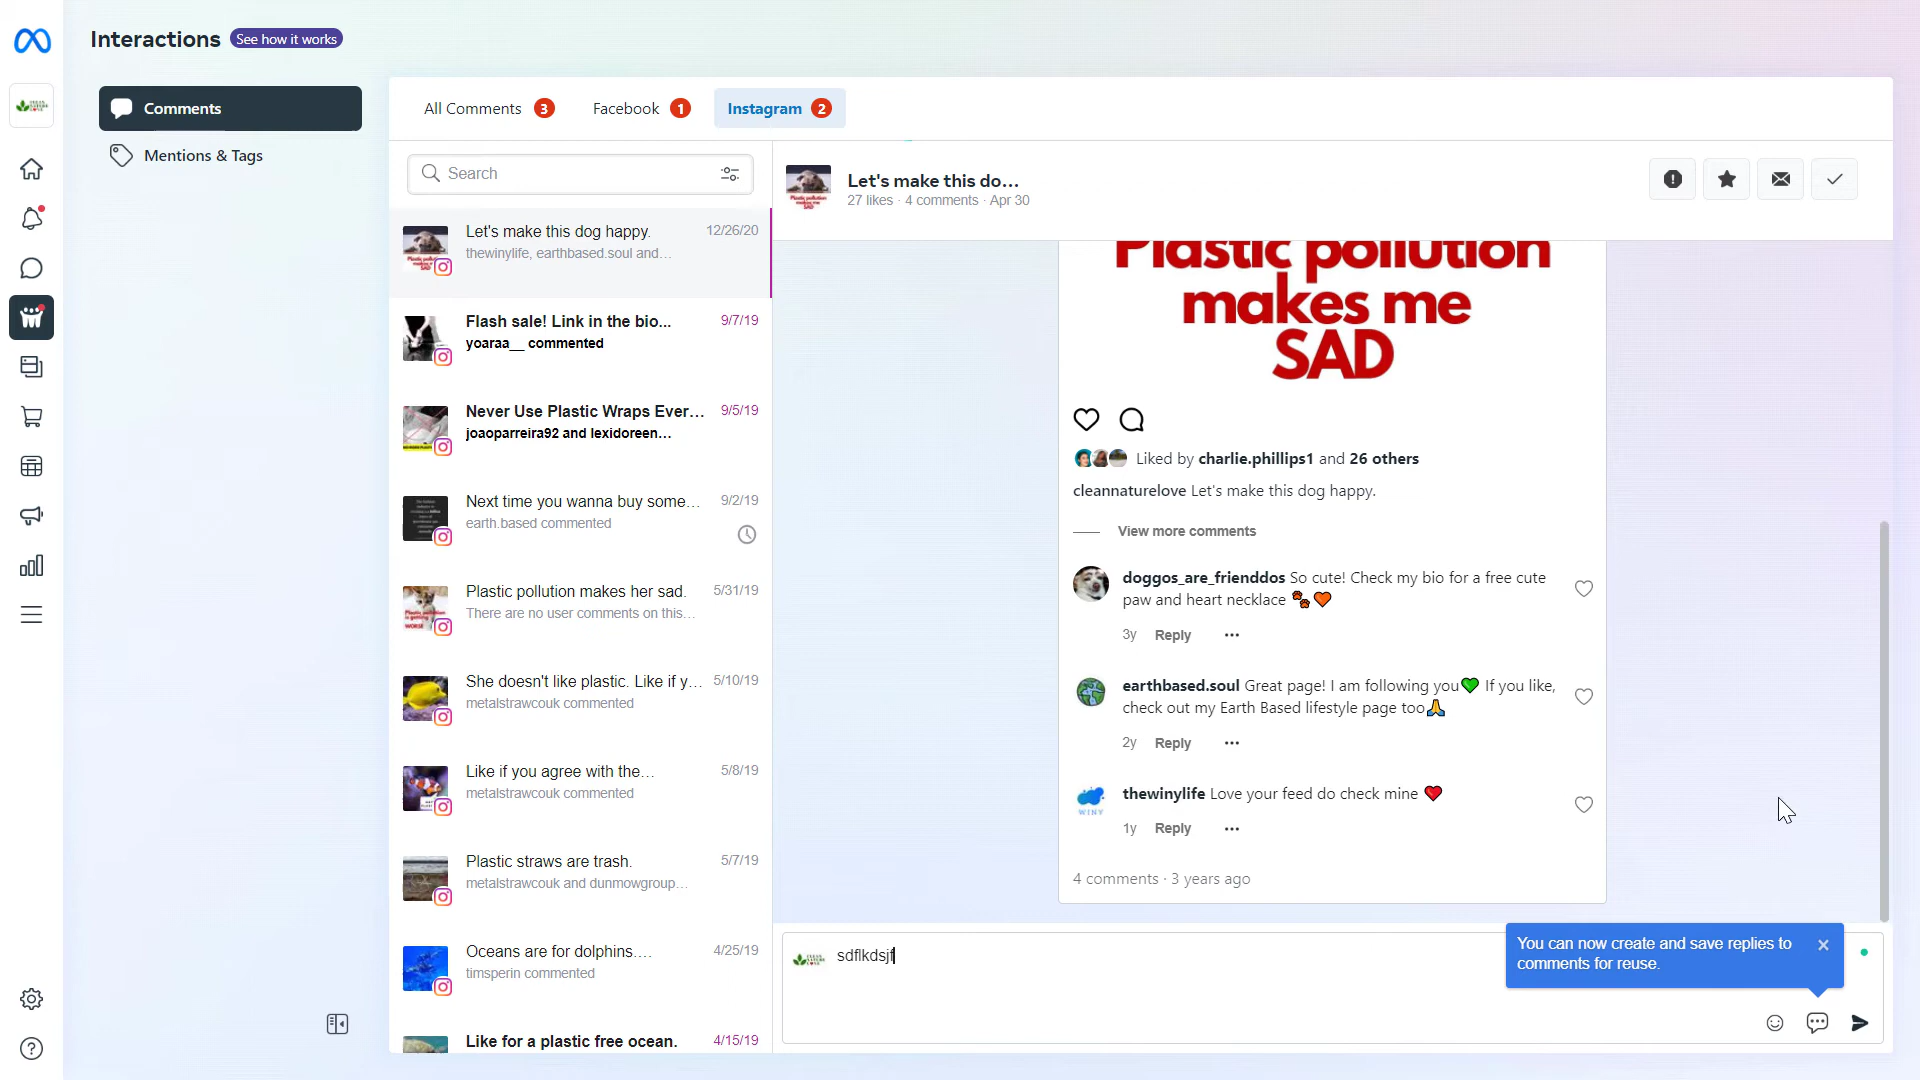 Interactions See how it works
Comments
Mentions & Tags
All Comments 3 Facebook 1 Instagram 2
Search
Let's make this dog happy. 12/26/20
thewinylife, earthbased.soul and...
Flash sale! Link in the bio... 9/7/19
yoaraa__ commented
Never Use Plastic Wraps Ever... 9/5/19
joaoparreira92 and lexidoreen...
Next time you wanna buy some... 9/2/19
earth.based commented
Plastic pollution makes her sad. 5/31/19
There are no user comments on this...
She doesn't like plastic. Like if y... 5/10/19
metalstrawcouk commented
Like if you agree with the... 5/8/19
metalstrawcouk commented
Plastic straws are trash. 5/7/19
metalstrawcouk and dunmowgroup...
Oceans are for dolphins.... 4/25/19
timsperin commented
Like for a plastic free ocean. 4/15/19
Let's make this do...
27 likes · 4 comments · Apr 30
Plastic pollution
makes me
SAD
Liked by charlie.phillips1 and 26 others
cleannaturelove Let's make this dog happy.
View more comments
doggos_are_frienddos So cute! Check my bio for a free cute
paw and heart necklace 🐾🧡
3y Reply
earthbased.soul Great page! I am following you💚 If you like,
check out my Earth Based lifestyle page too🙏
2y Reply
thewinylife Love your feed do check mine ❤️
1y Reply
4 comments · 3 years ago
sdflkdsjf
You can now create and save replies to
comments for reuse.